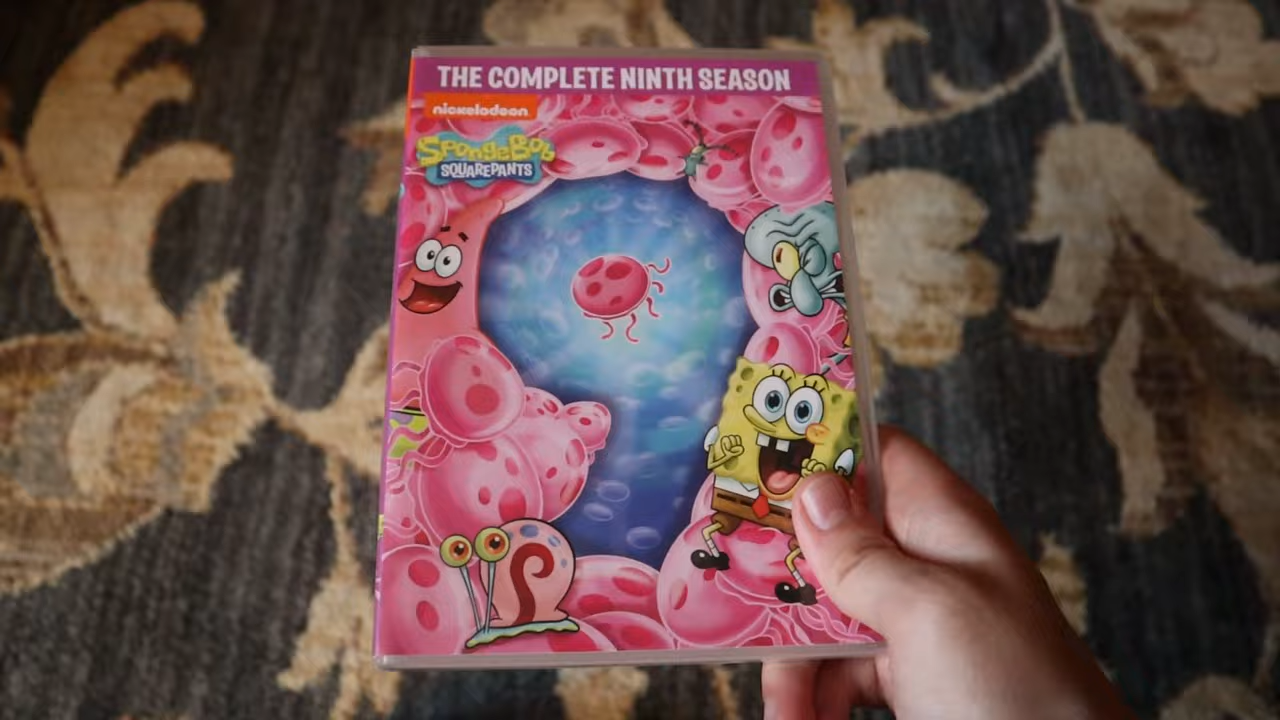 THE COMPLETE NINTH SEASON
nickelodeon
SPONGEBOB
SQUAREPANTS